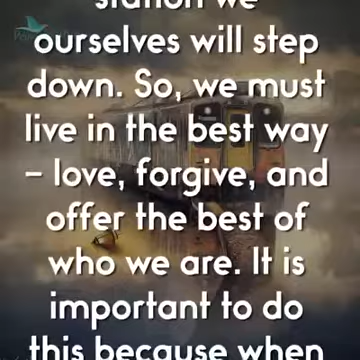 station we
ourselves will step
down. So, we must
live in the best way
– love, forgive, and
offer the best of
who we are. It is
important to do
this because when